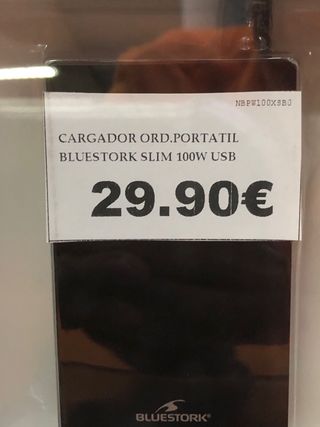 NBPW100XSB0
CARGADOR ORD.PORTATIL
BLUESTORK SLIM 100W USB
29.90€
BLUESTORK®